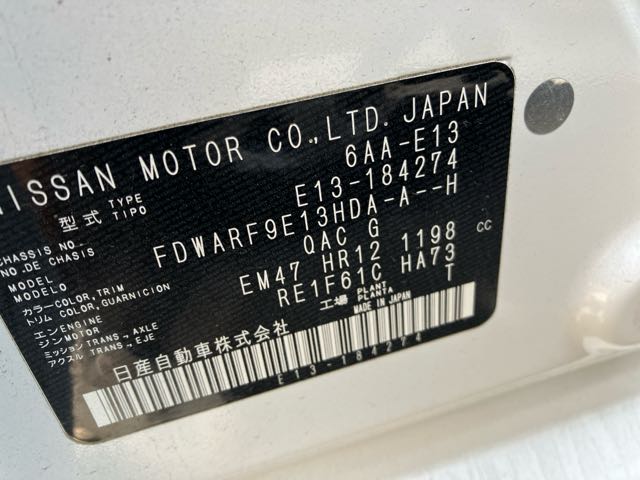 NISSAN MOTOR CO.,LTD. JAPAN
型式 TYPE TIPO 6AA-E13
CHASSIS NO. NO. DE CHASIS E13-184274
MODEL MODELO FDWARF9E13HDA-A--H
カラー COLOR, TRIM トリム COLOR, GUARNICION QAC G
エンジン ENGINE MOTOR EM47 HR12 1198 CC
ミッション TRANS., AXLE アクスル TRANS., EJE RE1F61C HA73
工場 PLANT PLANTA T
日産自動車株式会社 MADE IN JAPAN
E13-184274